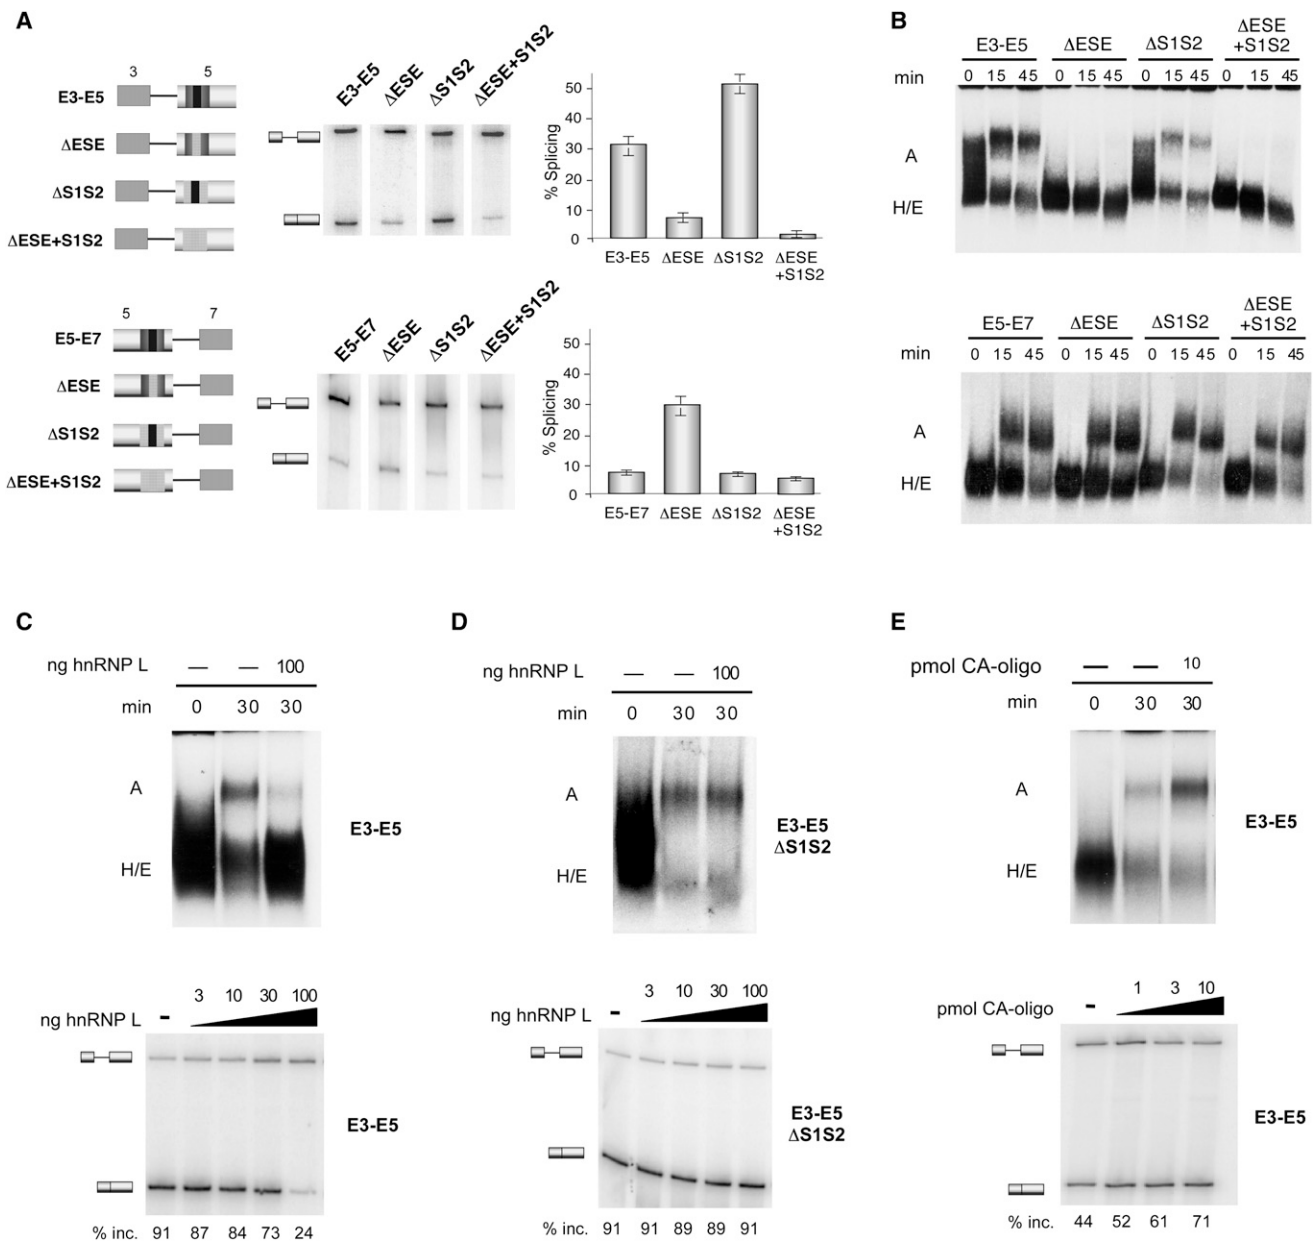 A
3 5
E3-E5
ΔESE
ΔS1S2
ΔESE+S1S2
E3-E5
ΔESE
ΔS1S2
ΔESE+S1S2
% Splicing
50
40
30
20
10
0
E3-E5 ΔESE ΔS1S2 ΔESE
+S1S2
5 7
E5-E7
ΔESE
ΔS1S2
ΔESE+S1S2
E5-E7
ΔESE
ΔS1S2
ΔESE+S1S2
% Splicing
50
40
30
10
0
E5-E7 ΔESE ΔS1S2 ΔESE
+S1S2
B
E3-E5 ΔESE ΔS1S2 ΔESE
+S1S2
min 0 15 45 0 15 45 0 15 45 0 15 45
A
H/E
E5-E7 ΔESE ΔS1S2 ΔESE
+S1S2
min 0 15 45 0 15 45 0 15 45 0 15 45
A
H/E
C
ng hnRNP L — — 100
min 0 30 30
A
H/E
E3-E5
3 10 30 100
ng hnRNP L -
E3-E5
% inc. 91 87 84 73 24
D
ng hnRNP L — — 100
min 0 30 30
A
H/E
E3-E5
ΔS1S2
3 10 30 100
ng hnRNP L -
E3-E5
ΔS1S2
% inc. 91 91 89 89 91
E
pmol CA-oligo — — 10
min 0 30 30
A
H/E
E3-E5
1 3 10
pmol CA-oligo -
E3-E5
% inc. 44 52 61 71